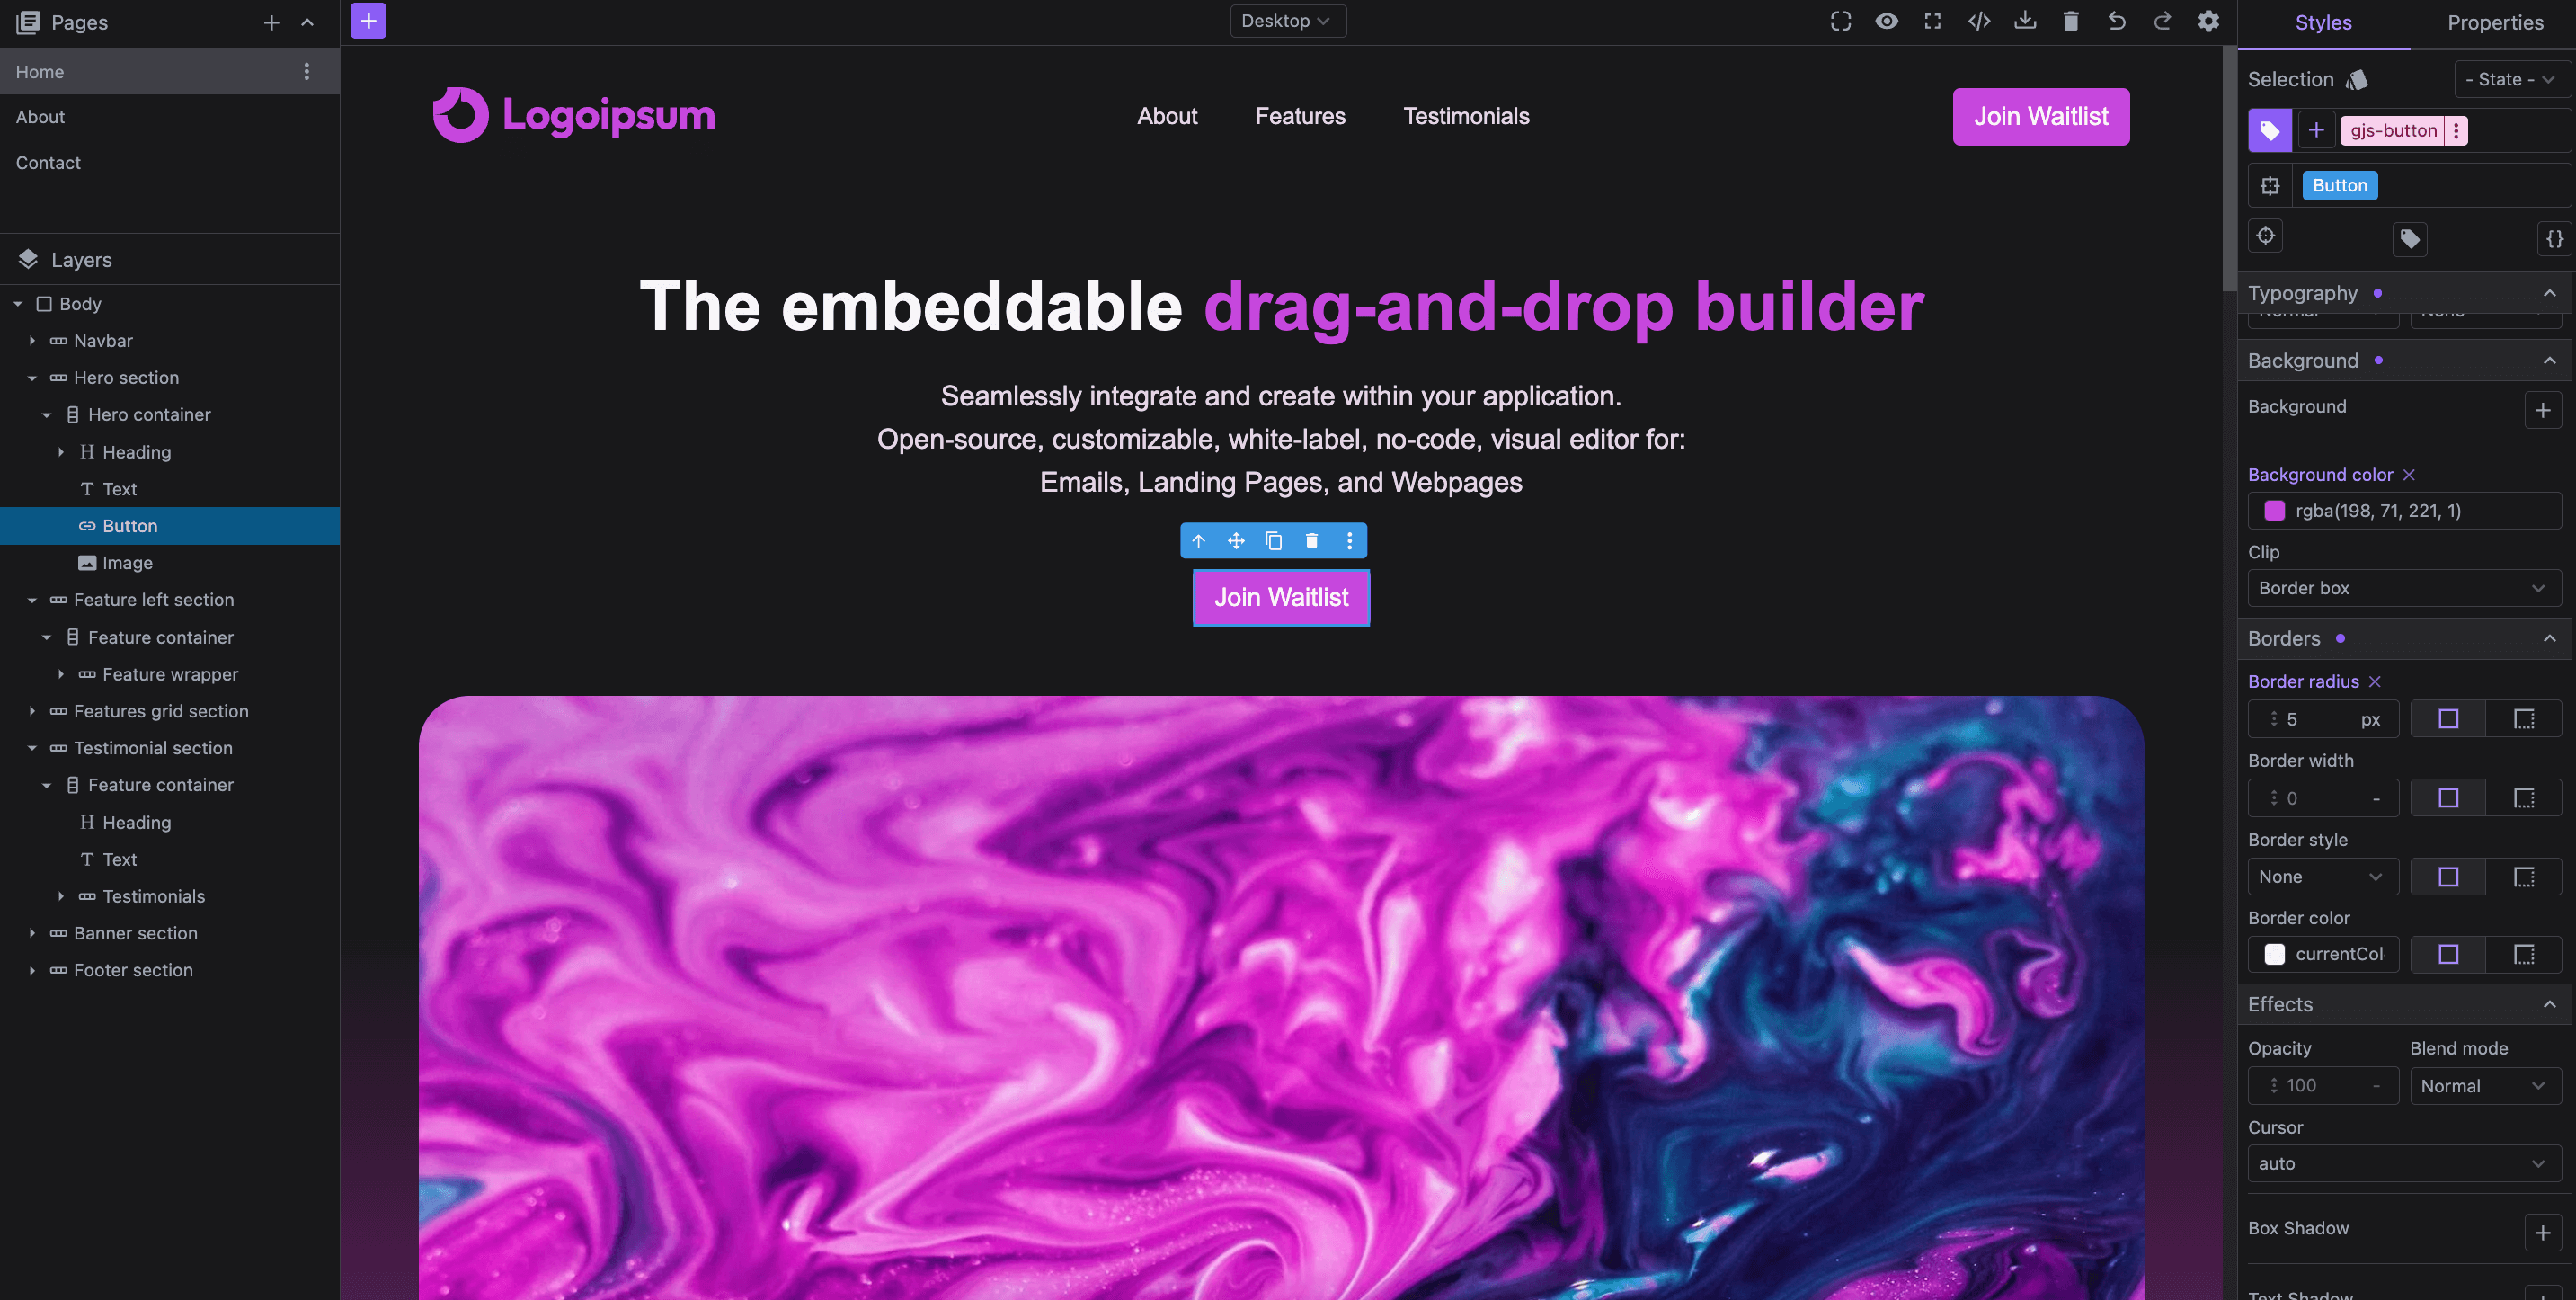 Pages
Home
About
Contact
Layers
Body
Navbar
Hero section
Hero container
H Heading
T Text
Button
Image
Feature left section
Feature container
Feature wrapper
Features grid section
Testimonial section
Feature container
H Heading
T Text
Testimonials
Banner section
Footer section
Desktop
Logoipsum
About Features Testimonials
Join Waitlist
The embeddable drag-and-drop builder
Seamlessly integrate and create within your application.
Open-source, customizable, white-label, no-code, visual editor for:
Emails, Landing Pages, and Webpages
Join Waitlist
Styles Properties
Selection - State -
gjs-button
Button
{}
Typography
Normal None
Background
Background
Background color
rgba(198, 71, 221, 1)
Clip
Border box
Borders
Border radius
5 px
Border width
0 -
Border style
None
Border color
currentCol
Effects
Opacity Blend mode
100 - Normal
Cursor
auto
Box Shadow
Text Shadow